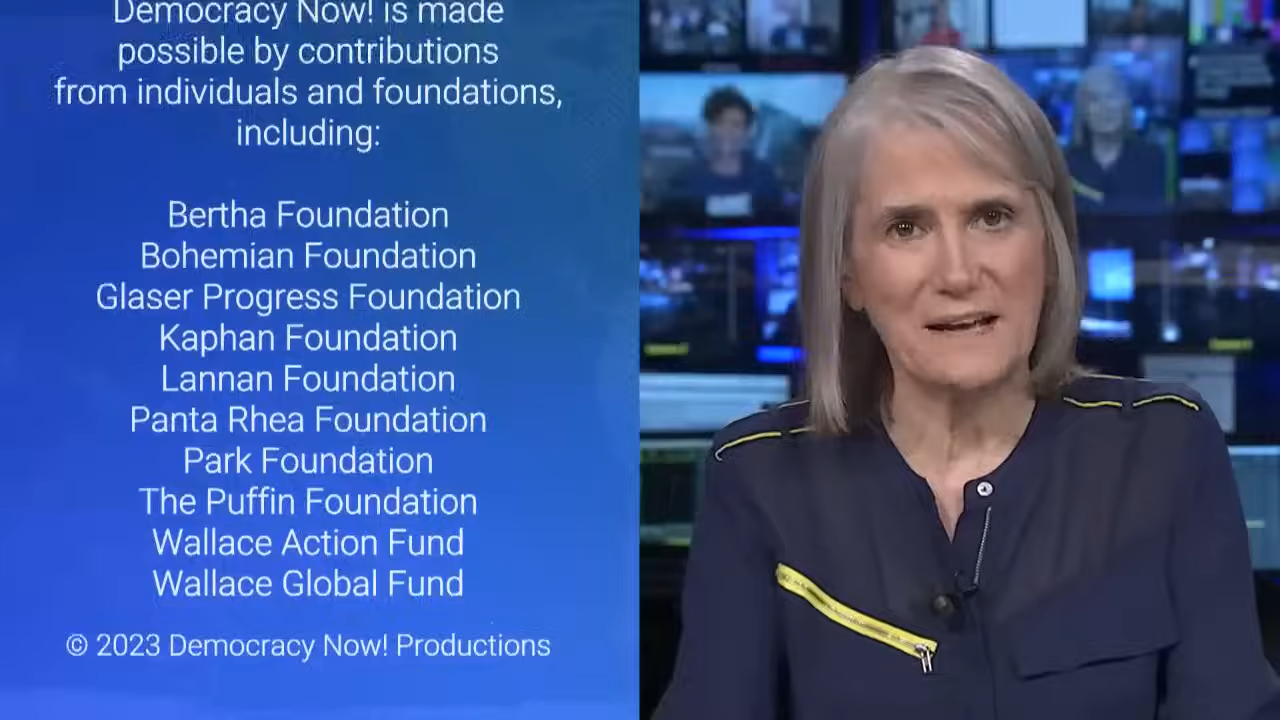 Democracy Now! is made
possible by contributions
from individuals and foundations,
including:
Bertha Foundation
Bohemian Foundation
Glaser Progress Foundation
Kaphan Foundation
Lannan Foundation
Panta Rhea Foundation
Park Foundation
The Puffin Foundation
Wallace Action Fund
Wallace Global Fund
© 2023 Democracy Now! Productions